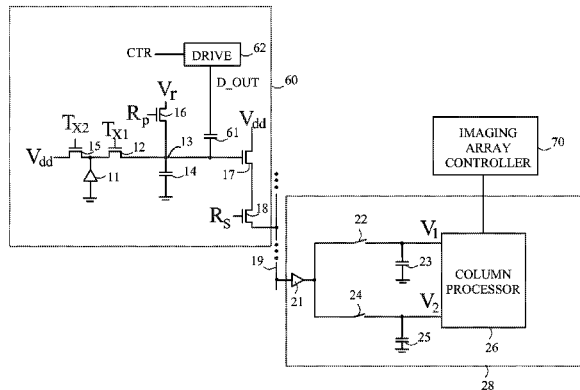 CTR
DRIVE
62
D_OUT
60
Vr
Rp
16
Vdd
61
TX2
TX1
15
12
13
Vdd
11
14
17
RS
18
IMAGING
ARRAY
CONTROLLER
70
19
21
22
V1
23
24
V2
25
COLUMN
PROCESSOR
26
28